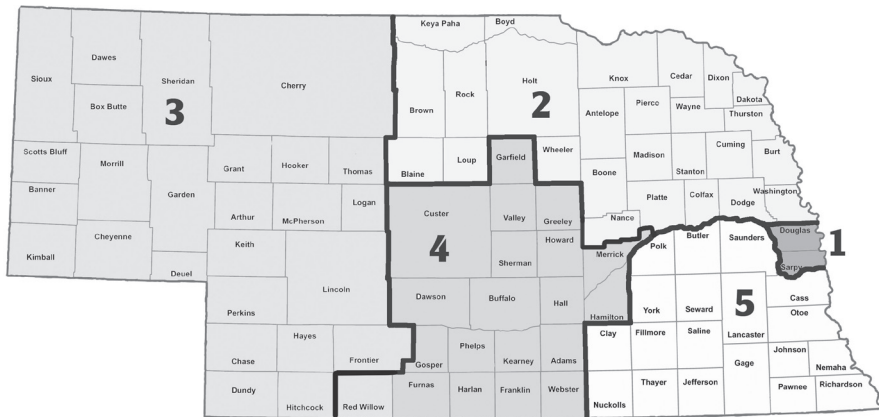 Keya Paha
Boyd
Sioux
Dawes
Sheridan
Cherry
Box Butte
3
Brown
Rock
Holt
2
Knox
Cedar
Dixon
Dakota
Antelope
Pierce
Wayne
Thurston
Scotts Bluff
Morrill
Garden
Grant
Hooker
Thomas
Blaine
Loup
Garfield
Wheeler
Boone
Madison
Stanton
Cuming
Burt
Banner
Arthur
McPherson
Logan
Custer
Valley
Greeley
Nance
Platte
Colfax
Dodge
Washington
Kimball
Cheyenne
Deuel
Keith
4
Sherman
Howard
Merrick
Polk
Butler
Saunders
Douglas
1
Sarpy
Perkins
Lincoln
Dawson
Buffalo
Hall
Hamilton
York
Seward
5
Lancaster
Cass
Otoe
Chase
Hayes
Frontier
Gosper
Phelps
Kearney
Adams
Clay
Fillmore
Saline
Gage
Johnson
Nemaha
Dundy
Hitchcock
Red Willow
Furnas
Harlan
Franklin
Webster
Nuckolls
Thayer
Jefferson
Pawnee
Richardson